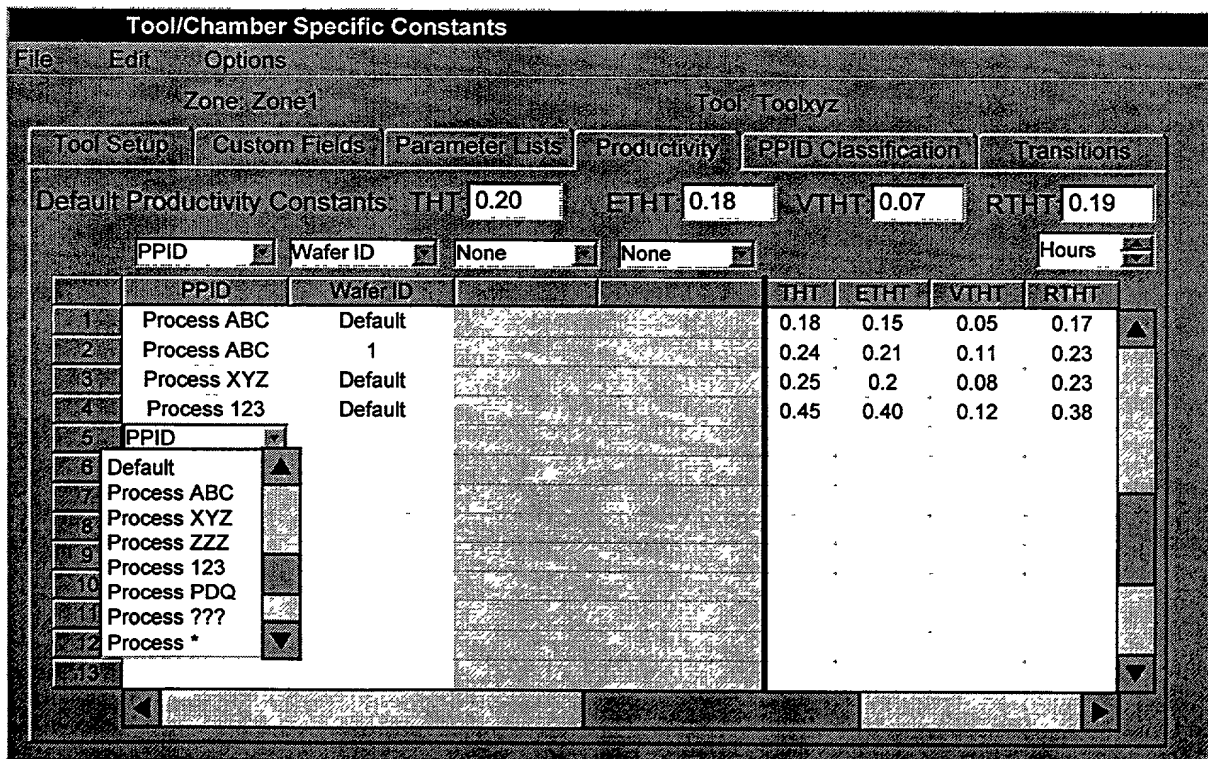 Tool/Chamber Specific Constants
File Edit Options
Zone: Zone1 Tool: Toolxyz
Tool Setup Custom Fields Parameter Lists Productivity PPID Classification Transitions
Default Productivity Constants: THT: 0.20 ETHT: 0.18 VTHT: 0.07 RTHT: 0.19
PPID Wafer ID None None Hours
PPID Wafer ID THT ETHT VTHT RTHT
1 Process ABC Default 0.18 0.15 0.05 0.17
2 Process ABC 1 0.24 0.21 0.11 0.23
3 Process XYZ Default 0.25 0.2 0.08 0.23
4 Process 123 Default 0.45 0.40 0.12 0.38
5 PPID
6 Default
7 Process ABC
8 Process XYZ
9 Process ZZZ
10 Process 123
Process PDQ
11 Process ???
12 Process *
13